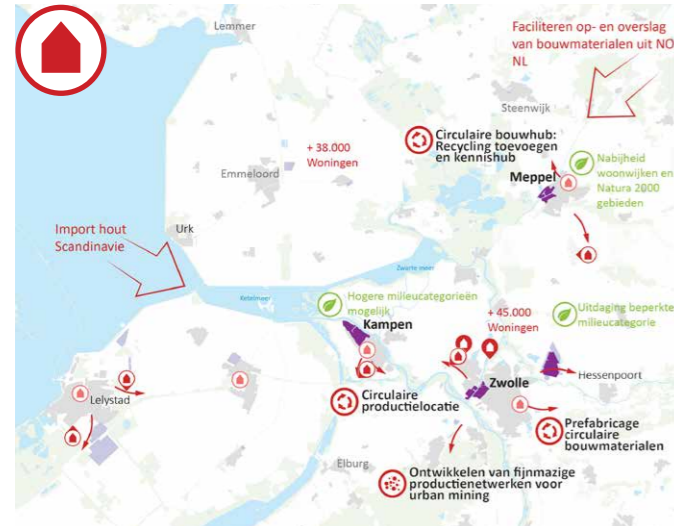 Lemmer
Faciliteren op- en overslag
van bouwmaterialen uit NO
NL
Steenwijk
Circulaire bouwhub:
Recycling toevoegen
en kennishub
+ 38.000
Woningen
Emmeloord
Meppel
Nabijheid
woonwijken en
Natura 2000
gebieden
Import hout
Scandinavie
Urk
Zwarte meer
Ketelmeer
Hogere milieucategorieën
mogelijk
Kampen
+ 45.000
Woningen
Uitdaging beperkte
milieucategorie
Hessenpoort
Zwolle
Lelystad
Circulaire
productielocatie
Prefabricage
circulaire
bouwmaterialen
Elburg
Ontwikkelen van fijnmazige
productienetwerken voor
urban mining